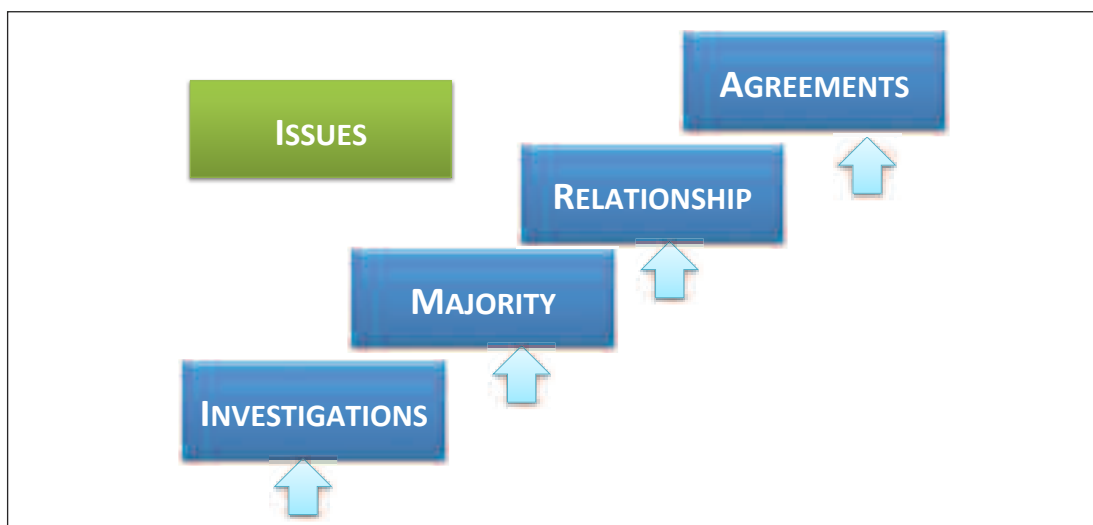 AGREEMENTS
ISSUES
RELATIONSHIP
MAJORITY
INVESTIGATIONS